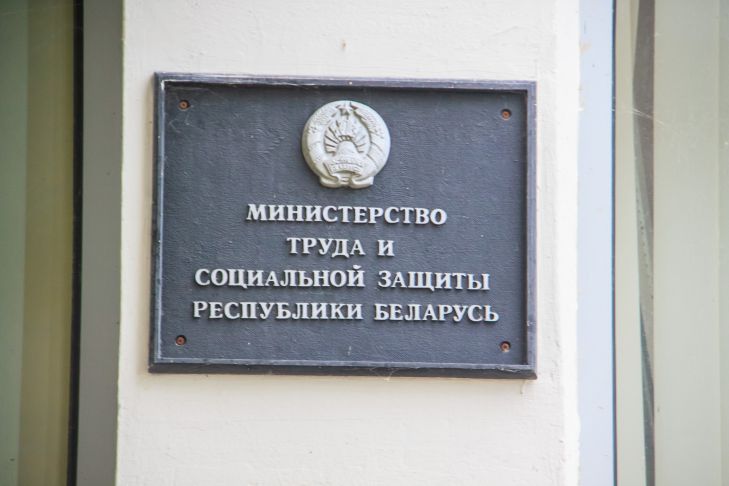 МИНИСТЕРСТВО
ТРУДА И
СОЦИАЛЬНОЙ ЗАЩИТЫ
РЕСПУБЛИКИ БЕЛАРУСЬ